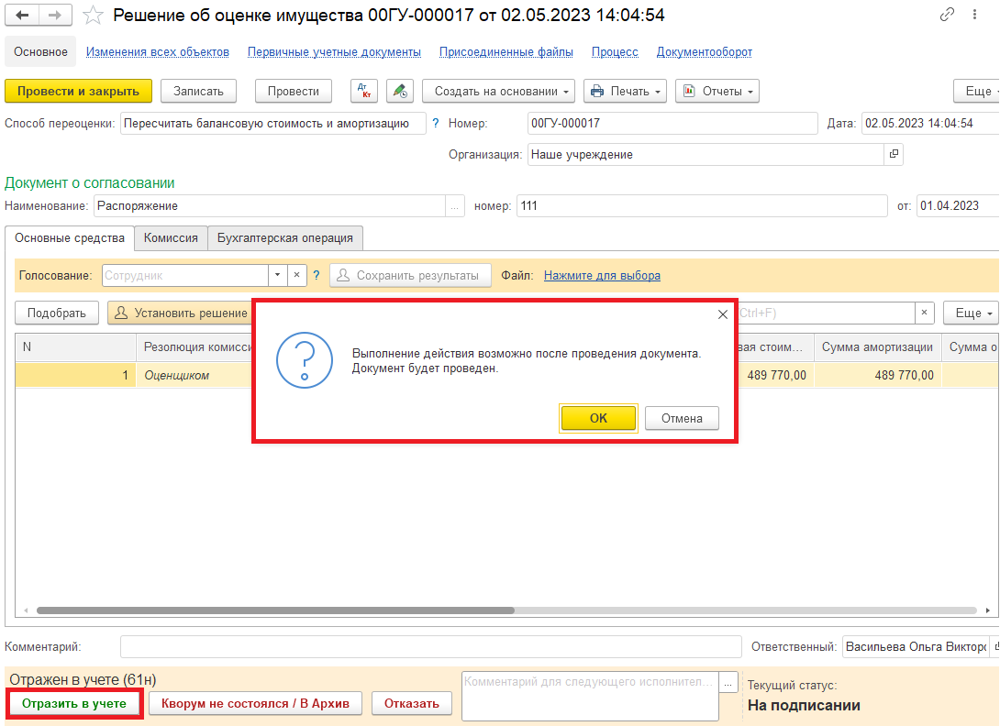 Решение об оценке имущества 00ГУ-000017 от 02.05.2023 14:04:54
Основное Изменения всех объектов Первичные учетные документы Присоединенные файлы Процесс Документооборот
Провести и закрыть Записать Провести Дт Кт Создать на основании Печать Отчеты Еще
Способ переоценки: Пересчитать балансовую стоимость и амортизацию ? Номер: 00ГУ-000017 Дата: 02.05.2023 14:04:54
Организация: Наше учреждение
Документ о согласовании
Наименование: Распоряжение ... номер: 111 от: 01.04.2023
Основные средства Комиссия Бухгалтерская операция
Голосование: Сотрудник × ? Сохранить результаты Файл: Нажмите для выбора
Подобрать Установить решение Ctrl+F) × Еще
N Резолюция комисси вая стоим... Сумма амортизации Сумма о
1 Оценщиком 489 770,00 489 770,00
Выполнение действия возможно после проведения документа.
Документ будет проведен.
ОК Отмена
Комментарий: Ответственный: Васильева Ольга Викторо
Отражен в учете (61н)
Отразить в учете Кворум не состоялся / В Архив Отказать
Комментарий для следующего исполнител... ...
Текущий статус:
На подписании